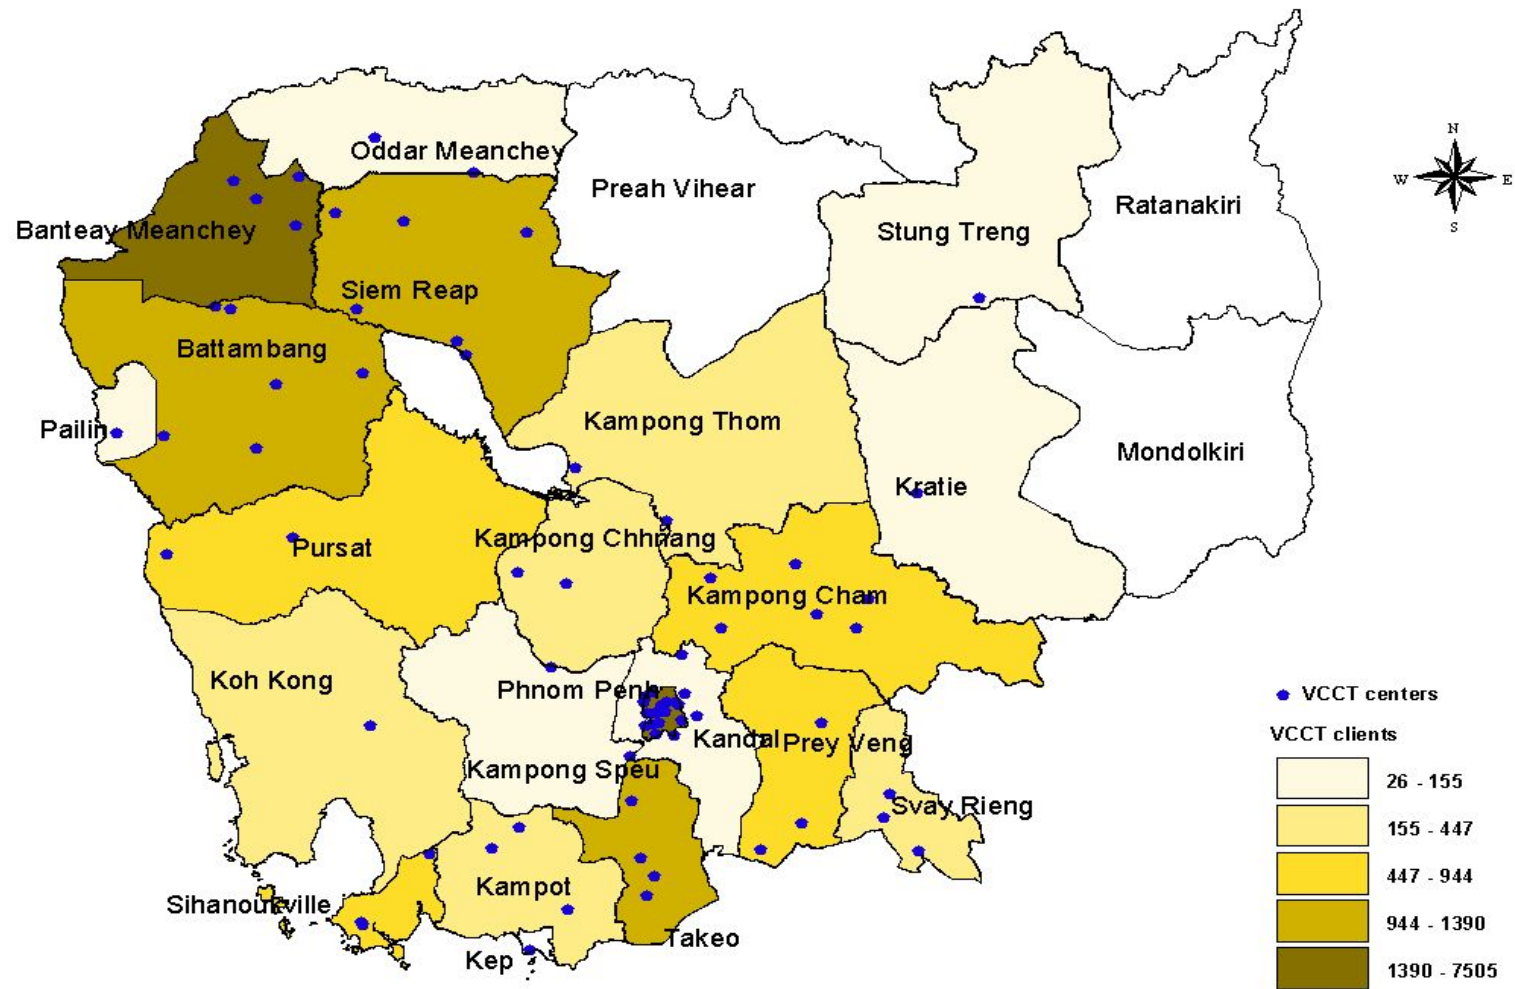 N
W E
S
Oddar Meanchey
Preah Vihear
Ratanakiri
Stung Treng
Banteay Meanchey
Siem Reap
Battambang
Kampong Thom
Pailin
Mondolkiri
Kratie
Kampong Chhnang
Pursat
Kampong Cham
Koh Kong
Phnom Penh
Kandal
Prey Veng
Kampong Speu
Svay Rieng
Kampot
Sihanoukville
Takeo
Kep
VCCT centers
VCCT clients
26 - 155
155 - 447
447 - 944
944 - 1390
1390 - 7505